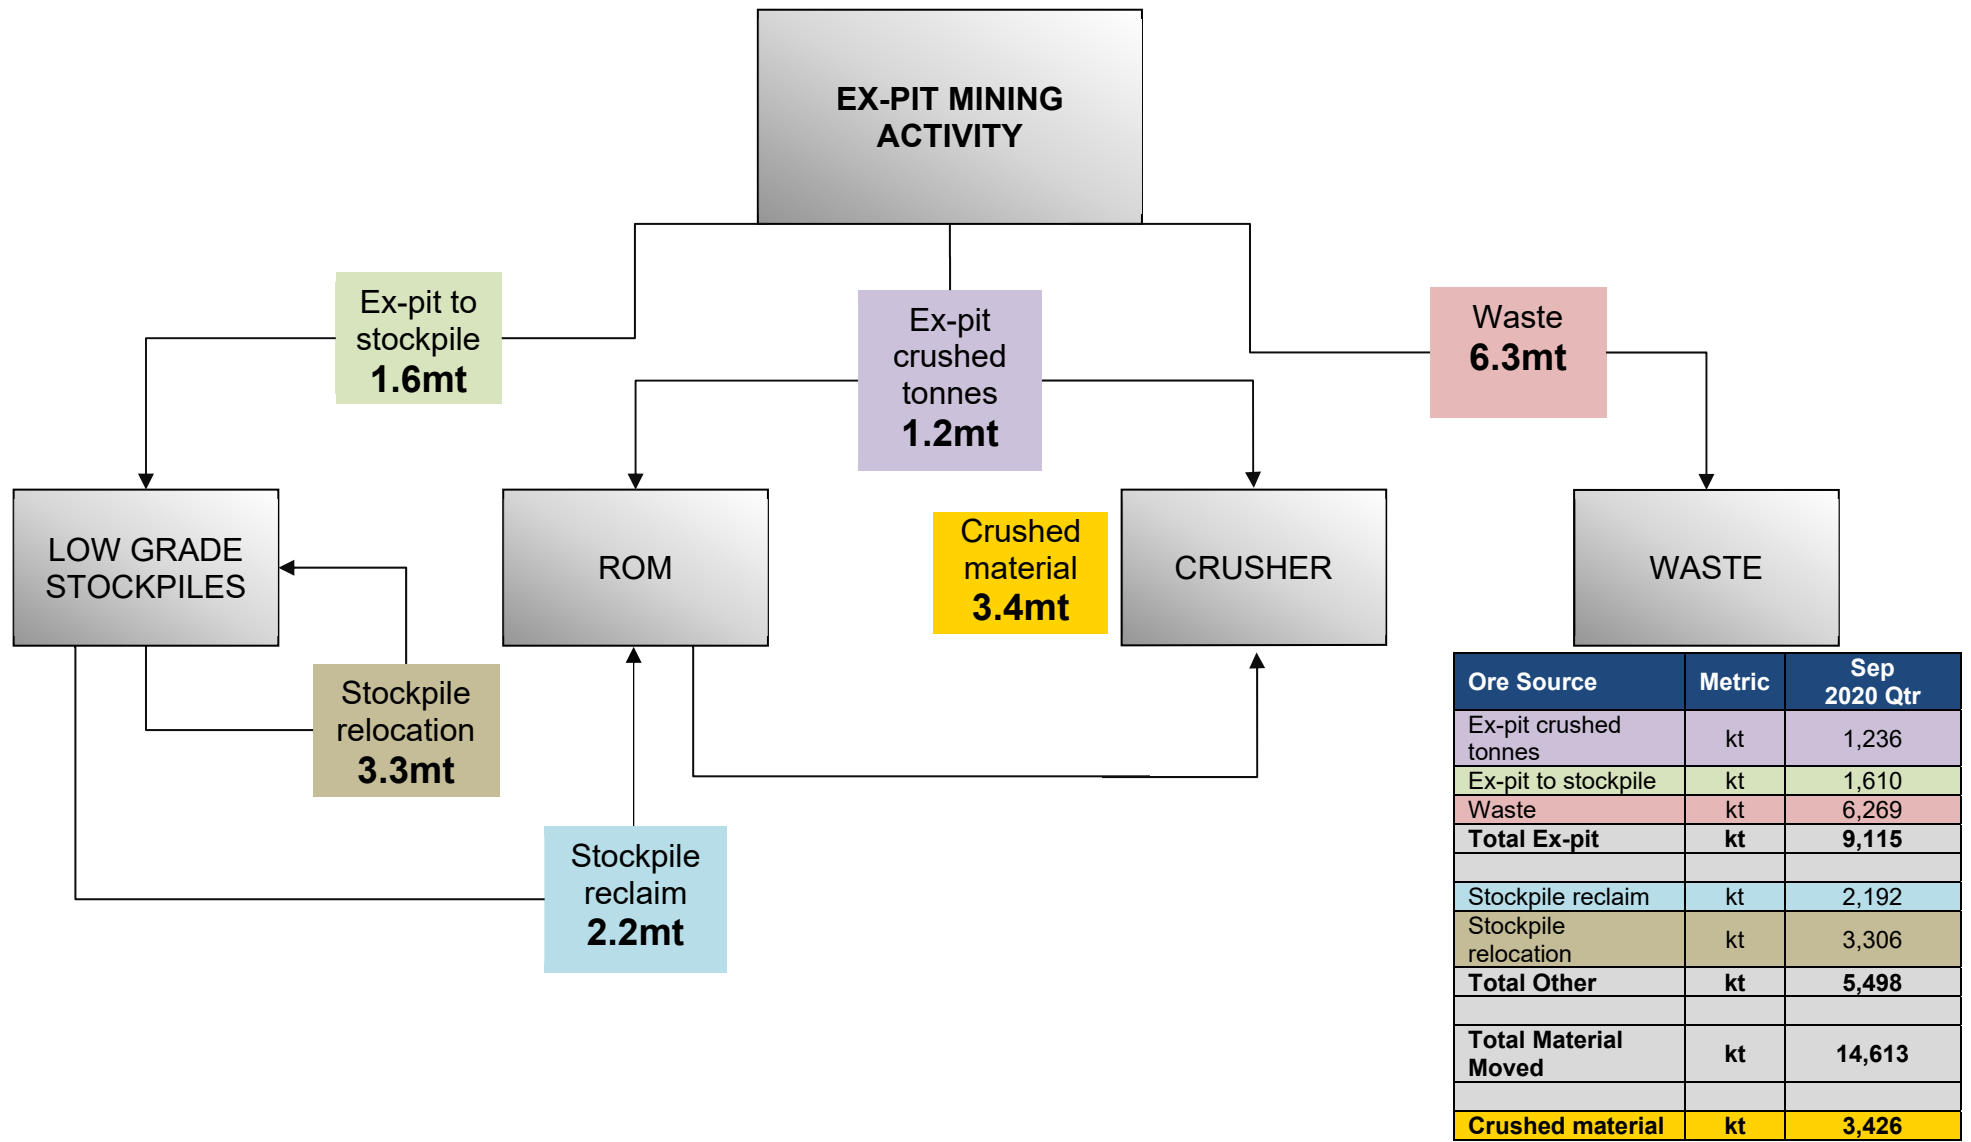 EX-PIT MINING
ACTIVITY
Ex-pit to
stockpile
1.6mt
Ex-pit
crushed
tonnes
1.2mt
Waste
6.3mt
LOW GRADE
STOCKPILES
ROM
Crushed
material
3.4mt
CRUSHER
WASTE
Stockpile
relocation
3.3mt
Stockpile
reclaim
2.2mt
Ore Source Metric Sep
2020 Qtr
Ex-pit crushed
tonnes kt 1,236
Ex-pit to stockpile kt 1,610
Waste kt 6,269
Total Ex-pit kt 9,115
Stockpile reclaim kt 2,192
Stockpile
relocation kt 3,306
Total Other kt 5,498
Total Material
Moved kt 14,613
Crushed material kt 3,426